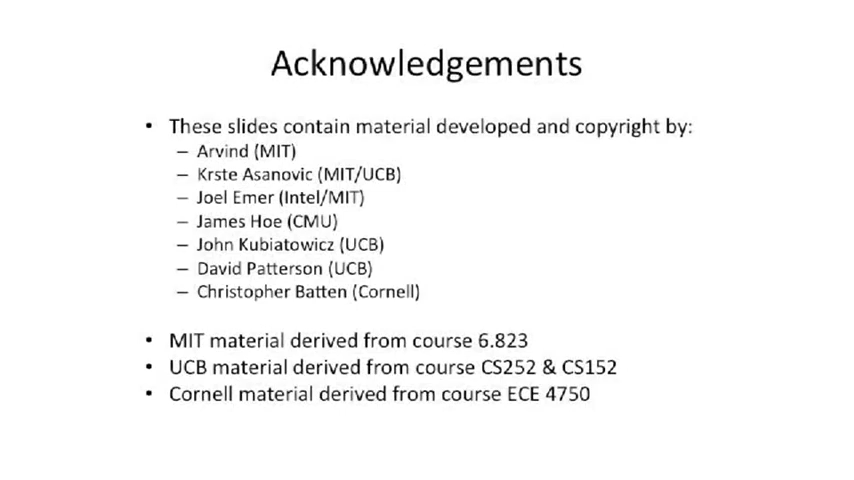 Acknowledgements
• These slides contain material developed and copyright by:
– Arvind (MIT)
– Krste Asanovic (MIT/UCB)
– Joel Emer (Intel/MIT)
– James Hoe (CMU)
– John Kubiatowicz (UCB)
– David Patterson (UCB)
– Christopher Batten (Cornell)
• MIT material derived from course 6.823
• UCB material derived from course CS252 & CS152
• Cornell material derived from course ECE 4750